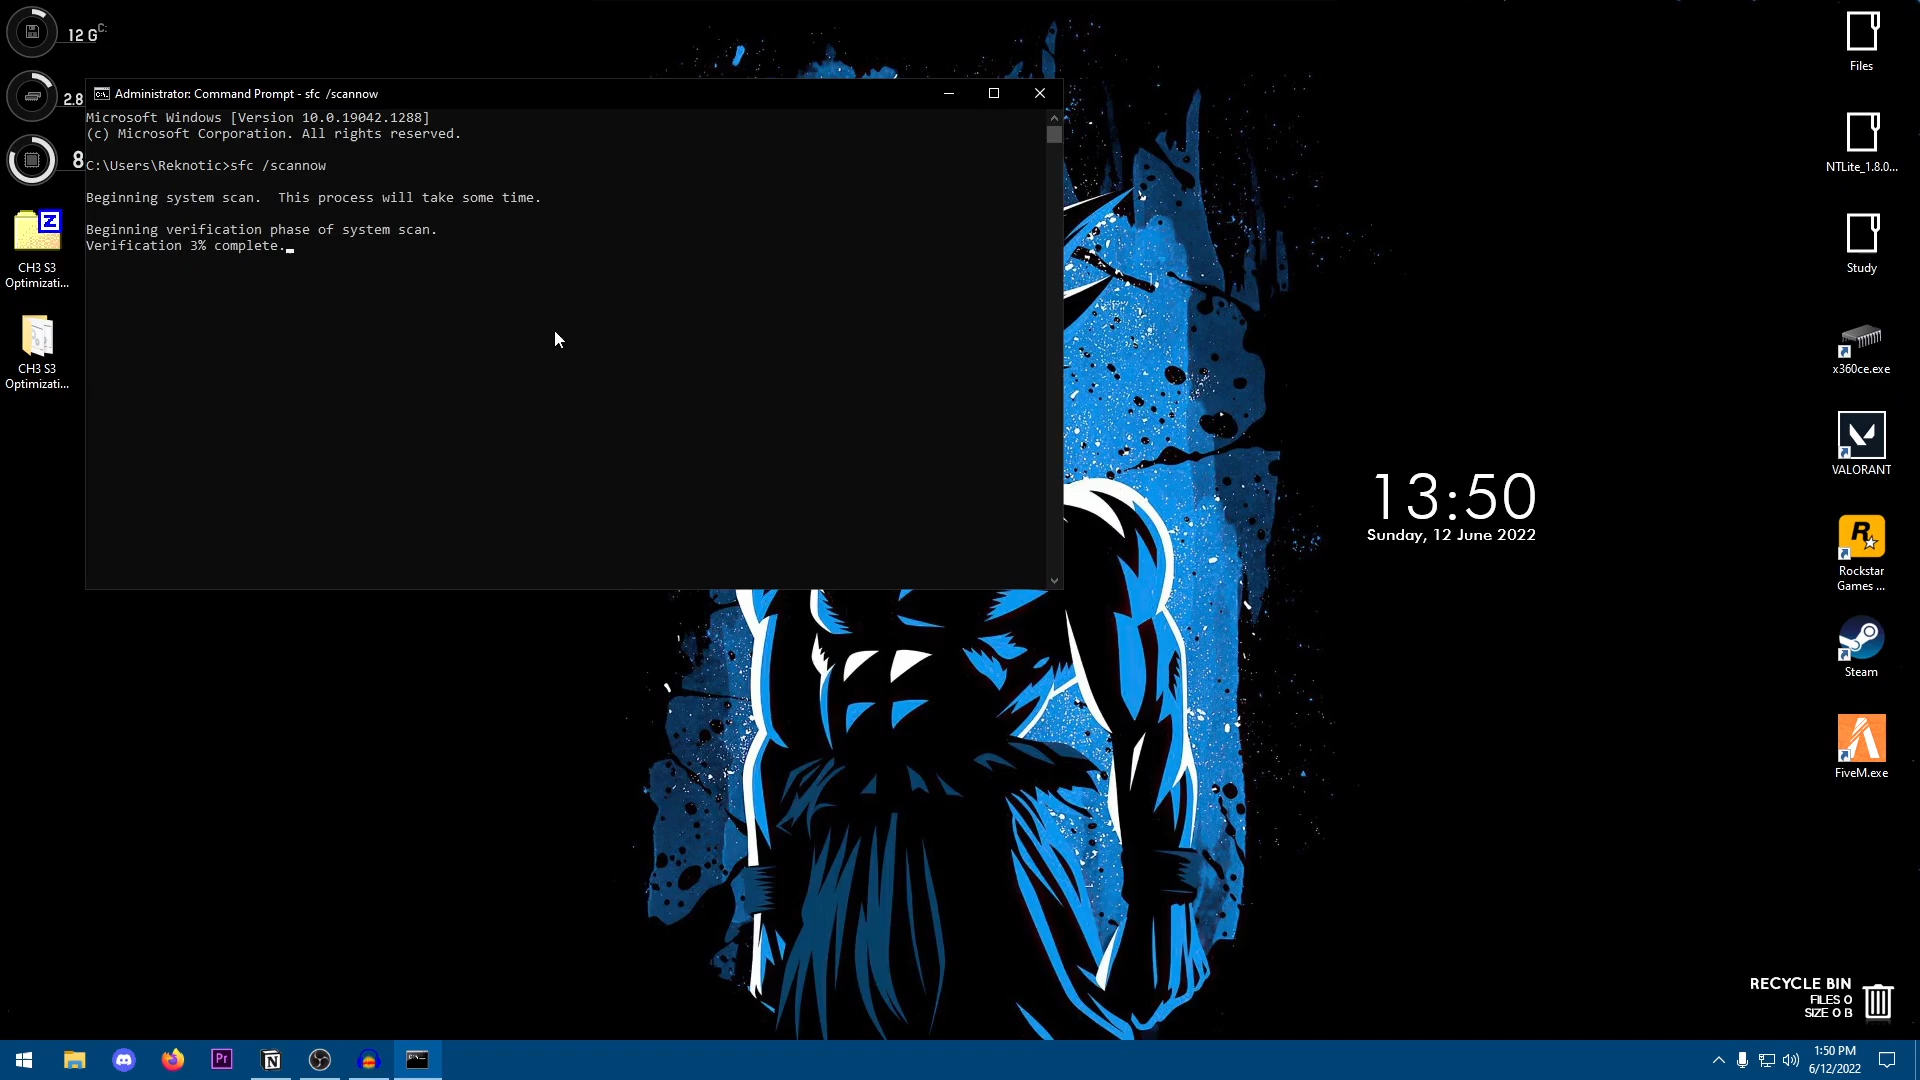 12 G
C:
2.8
8
CH3 S3
Optimizati...
CH3 S3
Optimizati...
Administrator: Command Prompt - sfc  /scannow
Microsoft Windows [Version 10.0.19042.1288]
(c) Microsoft Corporation. All rights reserved.
C:\Users\Reknotic>sfc /scannow
Beginning system scan.  This process will take some time.
Beginning verification phase of system scan.
Verification 3% complete.
13:50
Sunday, 12 June 2022
Files
NTLite_1.8.0...
Study
x360ce.exe
VALORANT
Rockstar
Games ...
Steam
FiveM.exe
RECYCLE BIN
FILES 0
SIZE 0 B
Pr
1:50 PM
6/12/2022